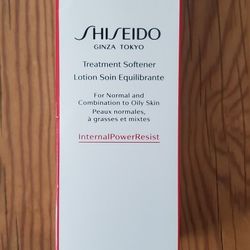 SHISEIDO
GINZA TOKYO
Treatment Softener
Lotion Soin Equilibrante
For Normal and
Combination to Oily Skin
Peaux normales,
à grasses et mixtes
InternalPowerResist